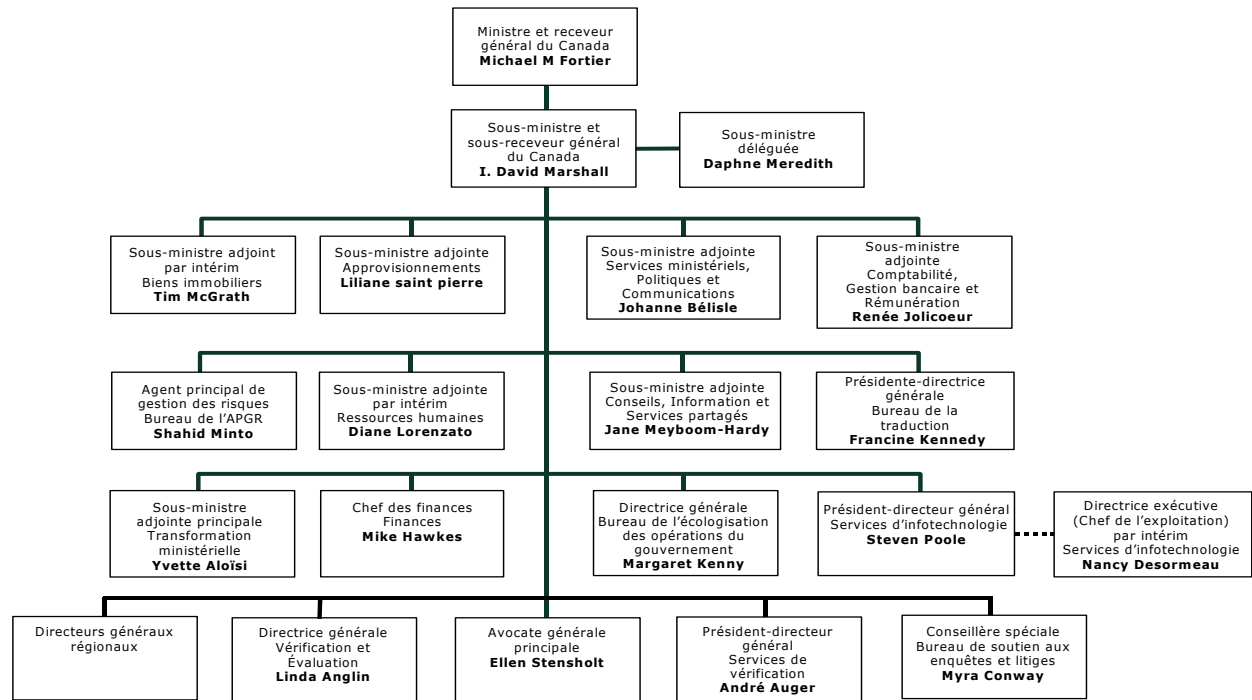 Ministre et receveur
général du Canada
Michael M Fortier
Sous-ministre et
sous-receveur général
du Canada
I. David Marshall
Sous-ministre
déléguée
Daphne Meredith
Sous-ministre adjoint
par intérim
Biens immobiliers
Tim McGrath
Sous-ministre adjointe
Approvisionnements
Liliane saint pierre
Sous-ministre adjointe
Services ministériels,
Politiques et
Communications
Johanne Bélisle
Sous-ministre
adjointe
Comptabilité,
Gestion bancaire et
Rémunération
Renée Jolicoeur
Agent principal de
gestion des risques
Bureau de l'APGR
Shahid Minto
Sous-ministre adjointe
par intérim
Ressources humaines
Diane Lorenzato
Sous-ministre adjointe
Conseils, Information et
Services partagés
Jane Meyboom-Hardy
Présidente-directrice
générale
Bureau de la
traduction
Francine Kennedy
Sous-ministre
adjointe principale
Transformation
ministérielle
Yvette Aloïsi
Chef des finances
Finances
Mike Hawkes
Directrice générale
Bureau de l'écologisation
des opérations du
gouvernement
Margaret Kenny
Président-directeur général
Services d'infotechnologie
Steven Poole
Directrice exécutive
(Chef de l'exploitation)
par intérim
Services d'infotechnologie
Nancy Desormeau
Directeurs généraux
régionaux
Directrice générale
Vérification et
Évaluation
Linda Anglin
Avocate générale
principale
Ellen Stensholt
Président-directeur
général
Services de
vérification
André Auger
Conseillère spéciale
Bureau de soutien aux
enquêtes et litiges
Myra Conway